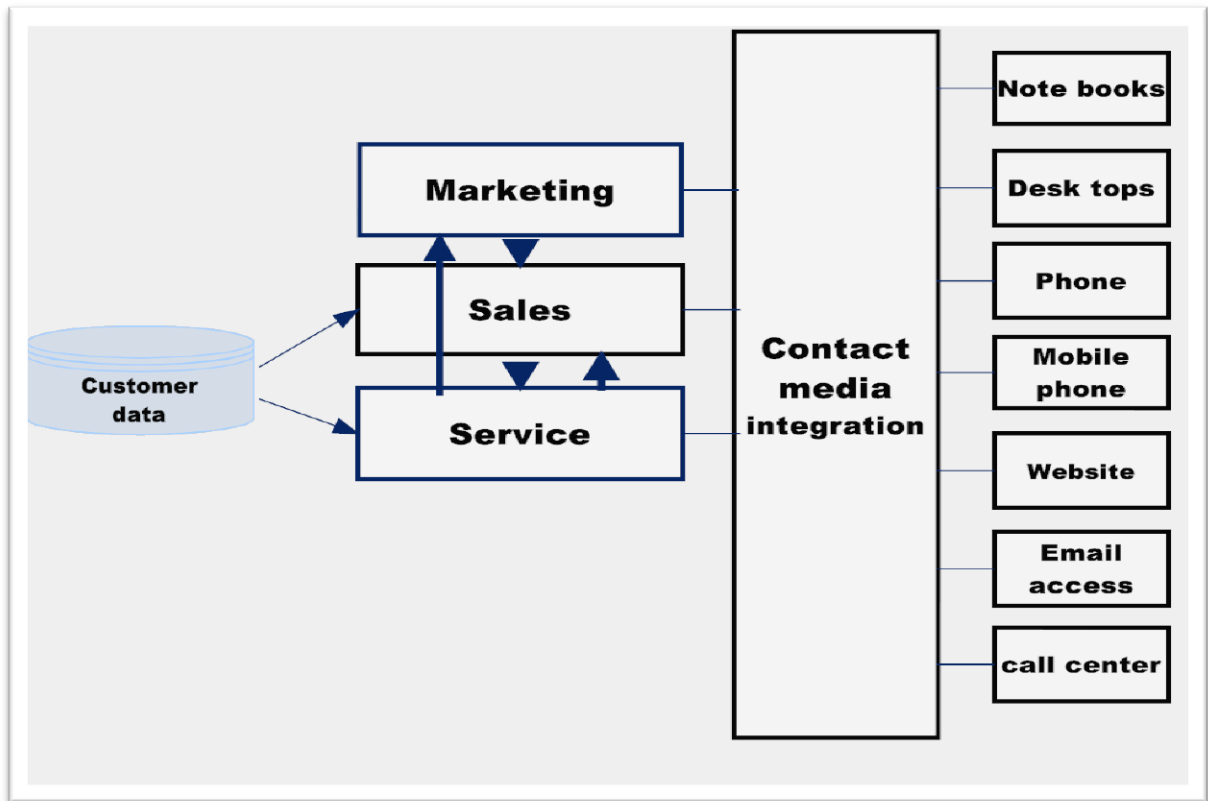 Marketing
Sales
Service
Customer
data
Contact
media
integration
Note books
Desk tops
Phone
Mobile
phone
Website
Email
access
call center